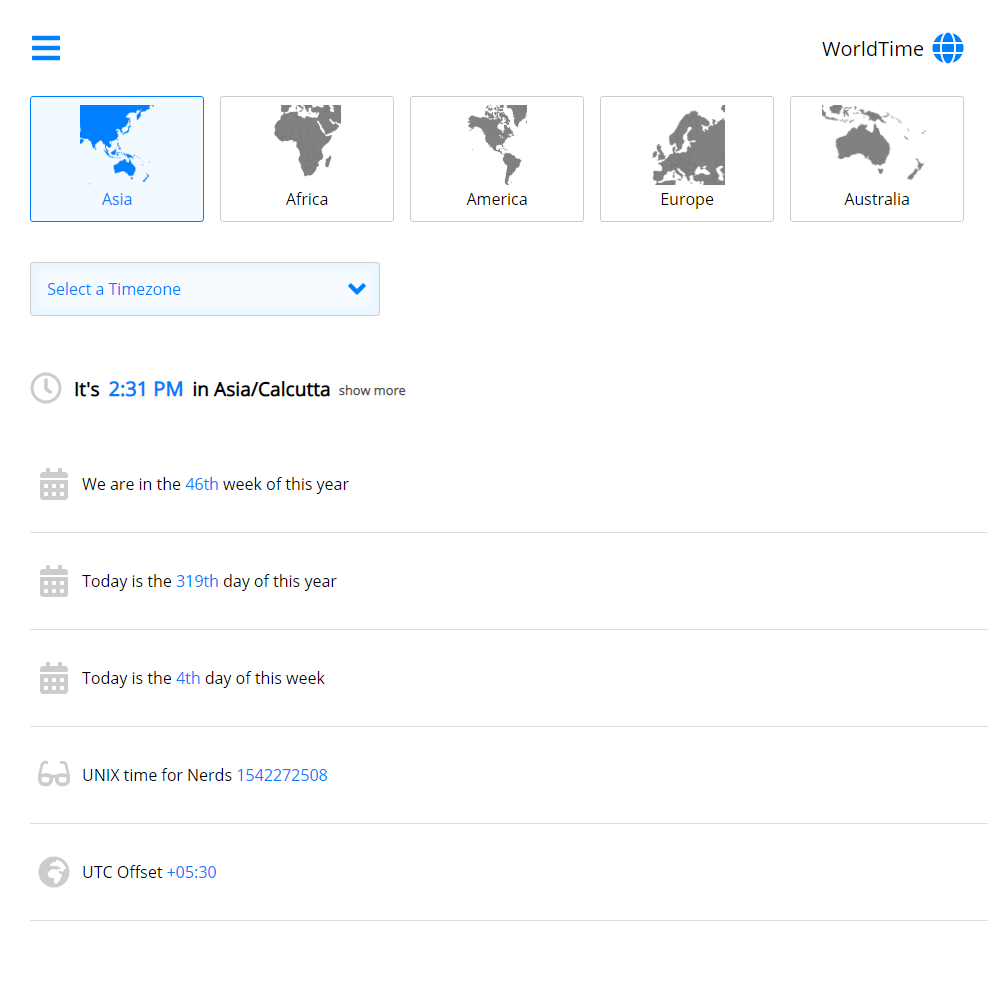 WorldTime
Asia
Africa
America
Europe
Australia
Select a Timezone
It's 2:31 PM in Asia/Calcutta show more
We are in the 46th week of this year
Today is the 319th day of this year
Today is the 4th day of this week
UNIX time for Nerds 1542272508
UTC Offset +05:30